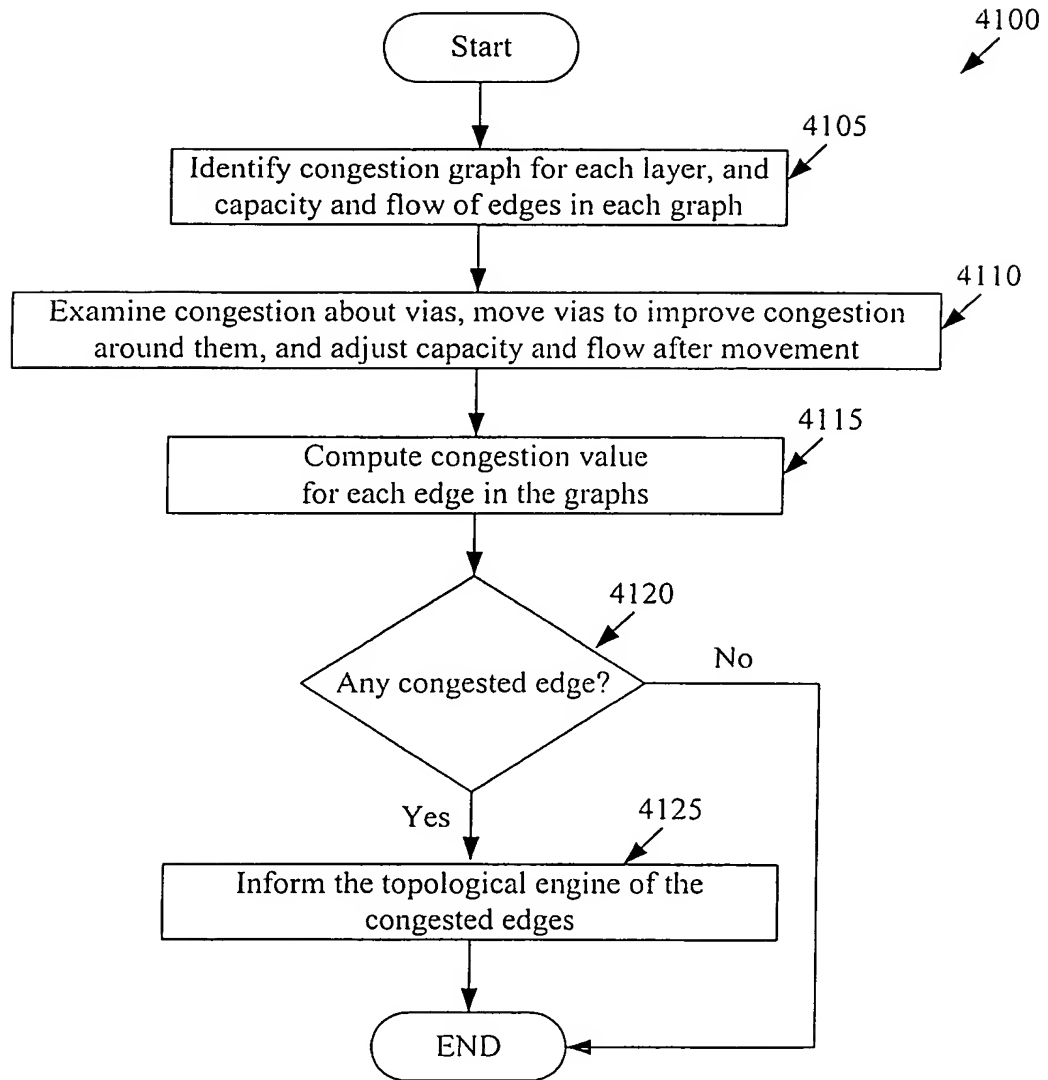 4100
Start
4105
Identify congestion graph for each layer, and
capacity and flow of edges in each graph
4110
Examine congestion about vias, move vias to improve congestion
around them, and adjust capacity and flow after movement
4115
Compute congestion value
for each edge in the graphs
4120
Any congested edge?
No
Yes
4125
Inform the topological engine of the
congested edges
END